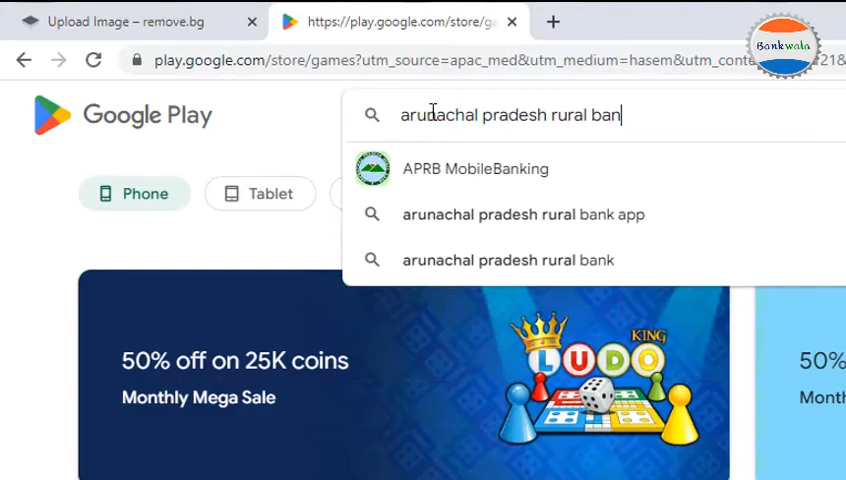 Upload Image – remove.bg
https://play.google.com/store/ga
Bankwala
play.google.com/store/games?utm_source=apac_med&utm_medium=hasem&utm_conte
21&
Google Play
arunachal pradesh rural ban
APRB MobileBanking
Phone
Tablet
arunachal pradesh rural bank app
arunachal pradesh rural bank
KING
LUDO
50% off on 25K coins
50%
Monthly Mega Sale
Month